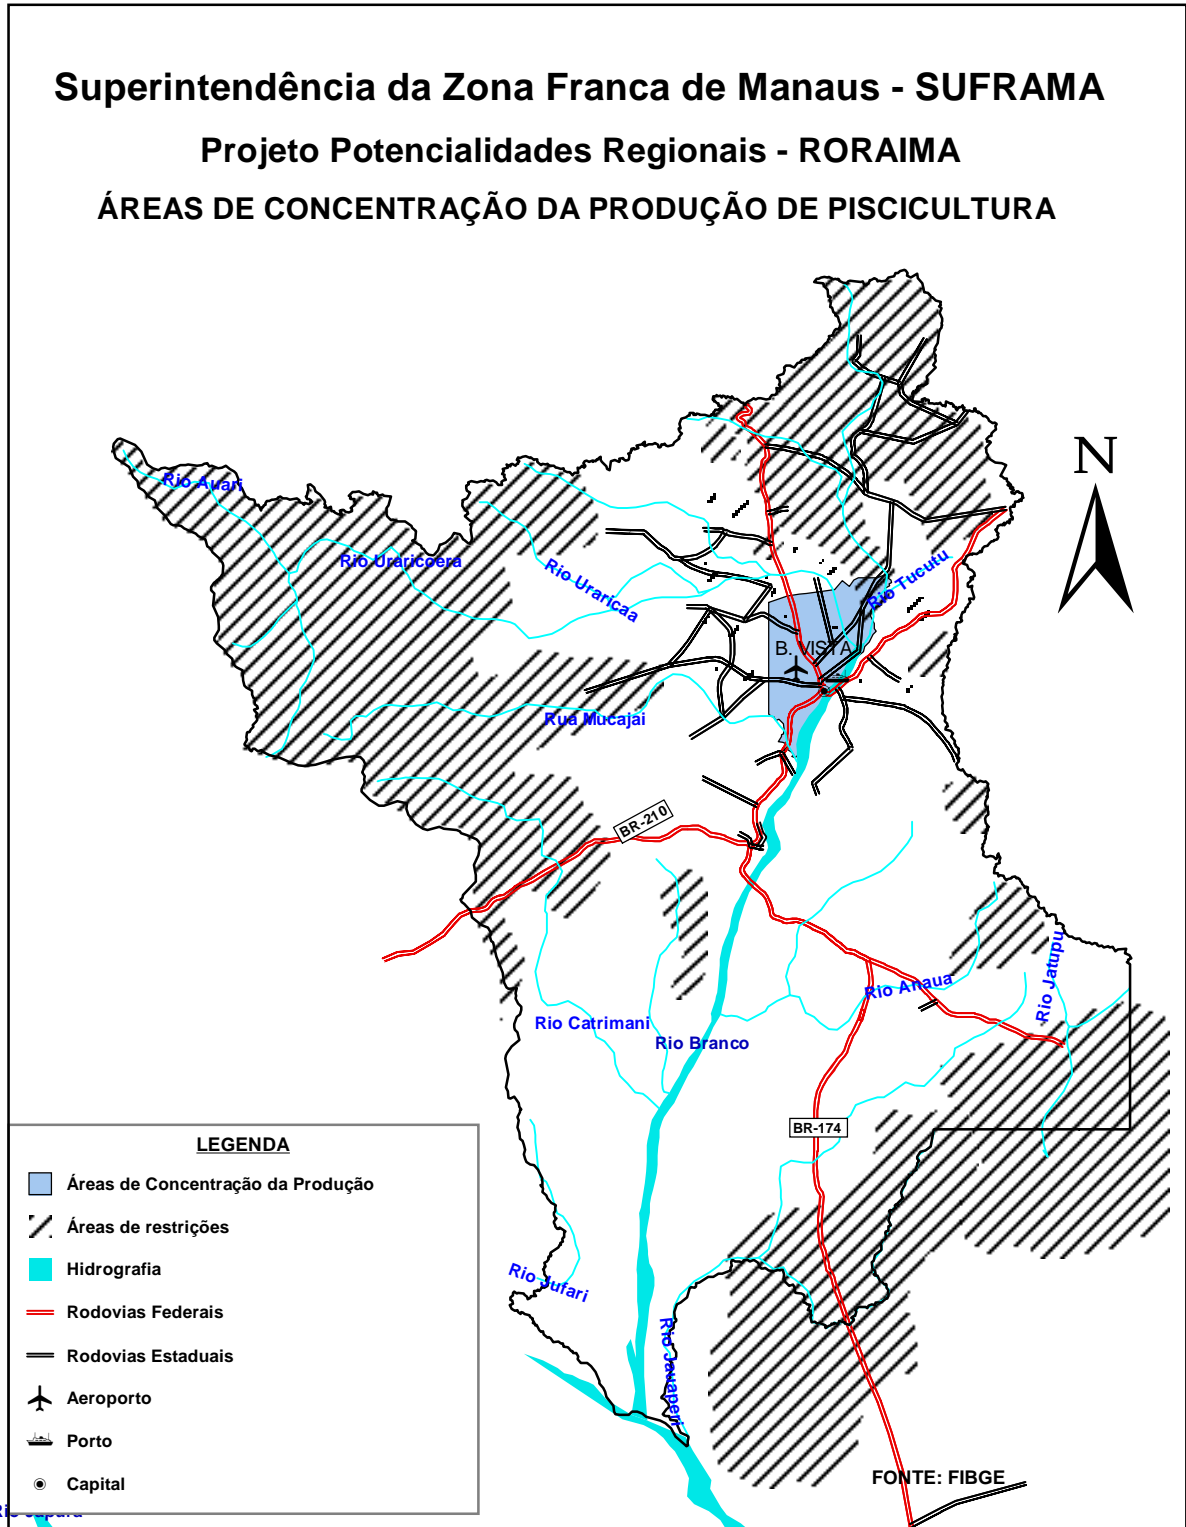 Superintendência da Zona Franca de Manaus - SUFRAMA
Projeto Potencialidades Regionais - RORAIMA
ÁREAS DE CONCENTRAÇÃO DA PRODUÇÃO DE PISCICULTURA
N
Rio Auari
Rio Uraricoera
Rio Uraricaa
Rio Tucutu
B. VISTA
Rua Mucajai
BR-210
Rio Anaua
Rio Jatupu
Rio Catrimani
Rio Branco
BR-174
Rio Jufari
Rio Jauaperi
LEGENDA
Áreas de Concentração da Produção
Áreas de restrições
Hidrografia
Rodovias Federais
Rodovias Estaduais
Aeroporto
Porto
Capital
FONTE: FIBGE